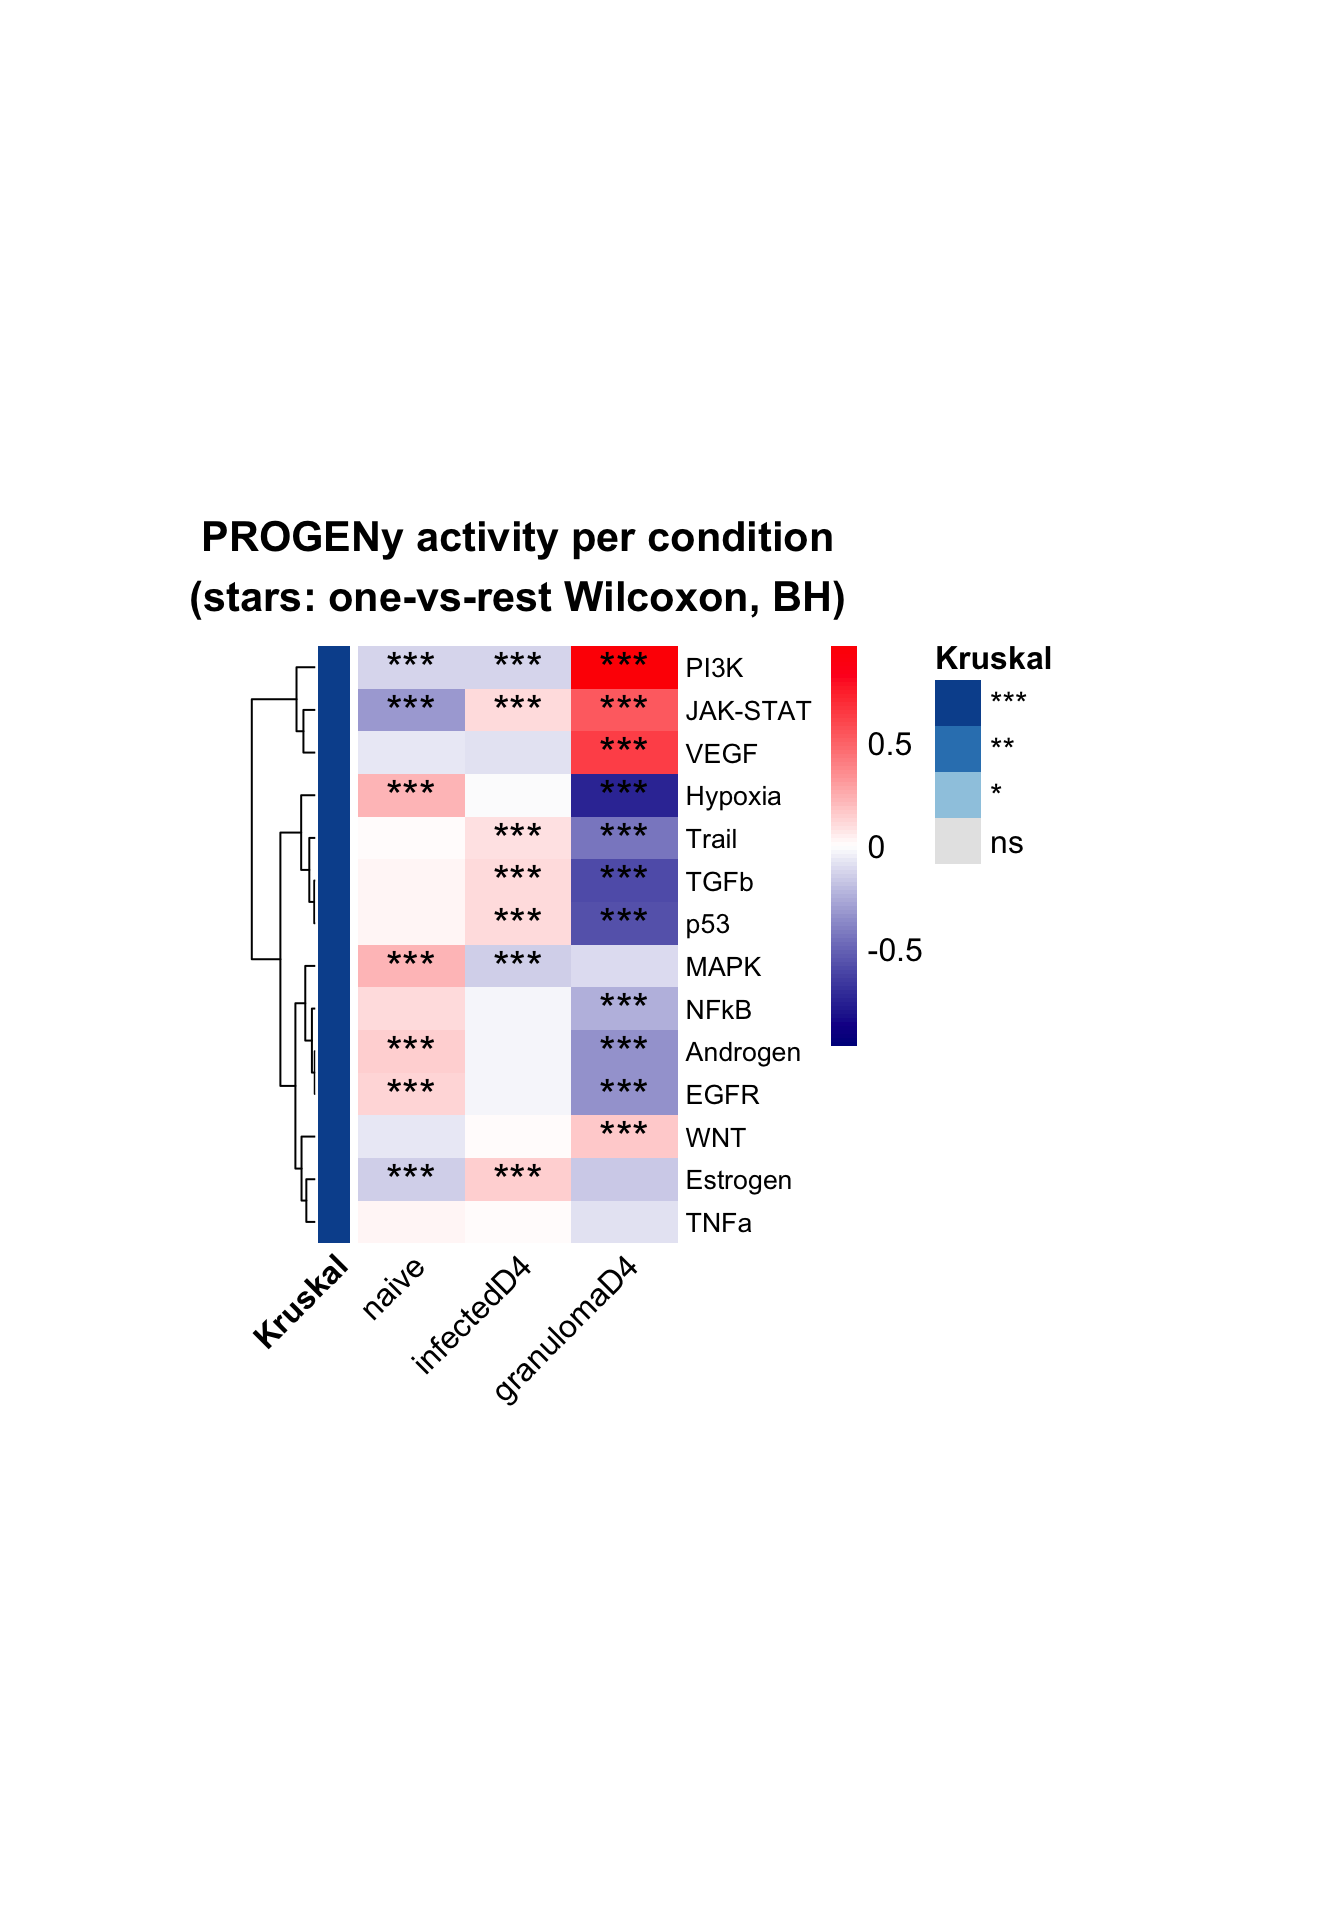 PROGENy activity per condition
(stars: one-vs-rest Wilcoxon, BH)
*** *** *** PI3K
*** *** *** JAK-STAT
*** VEGF
*** *** Hypoxia
*** *** Trail
*** *** TGFb
*** *** p53
*** *** MAPK
*** NFkB
*** *** Androgen
*** *** EGFR
*** WNT
*** *** Estrogen
TNFa
Kruskal
naive
infectedD4
granulomaD4
0.5
0
-0.5
Kruskal
***
**
*
ns